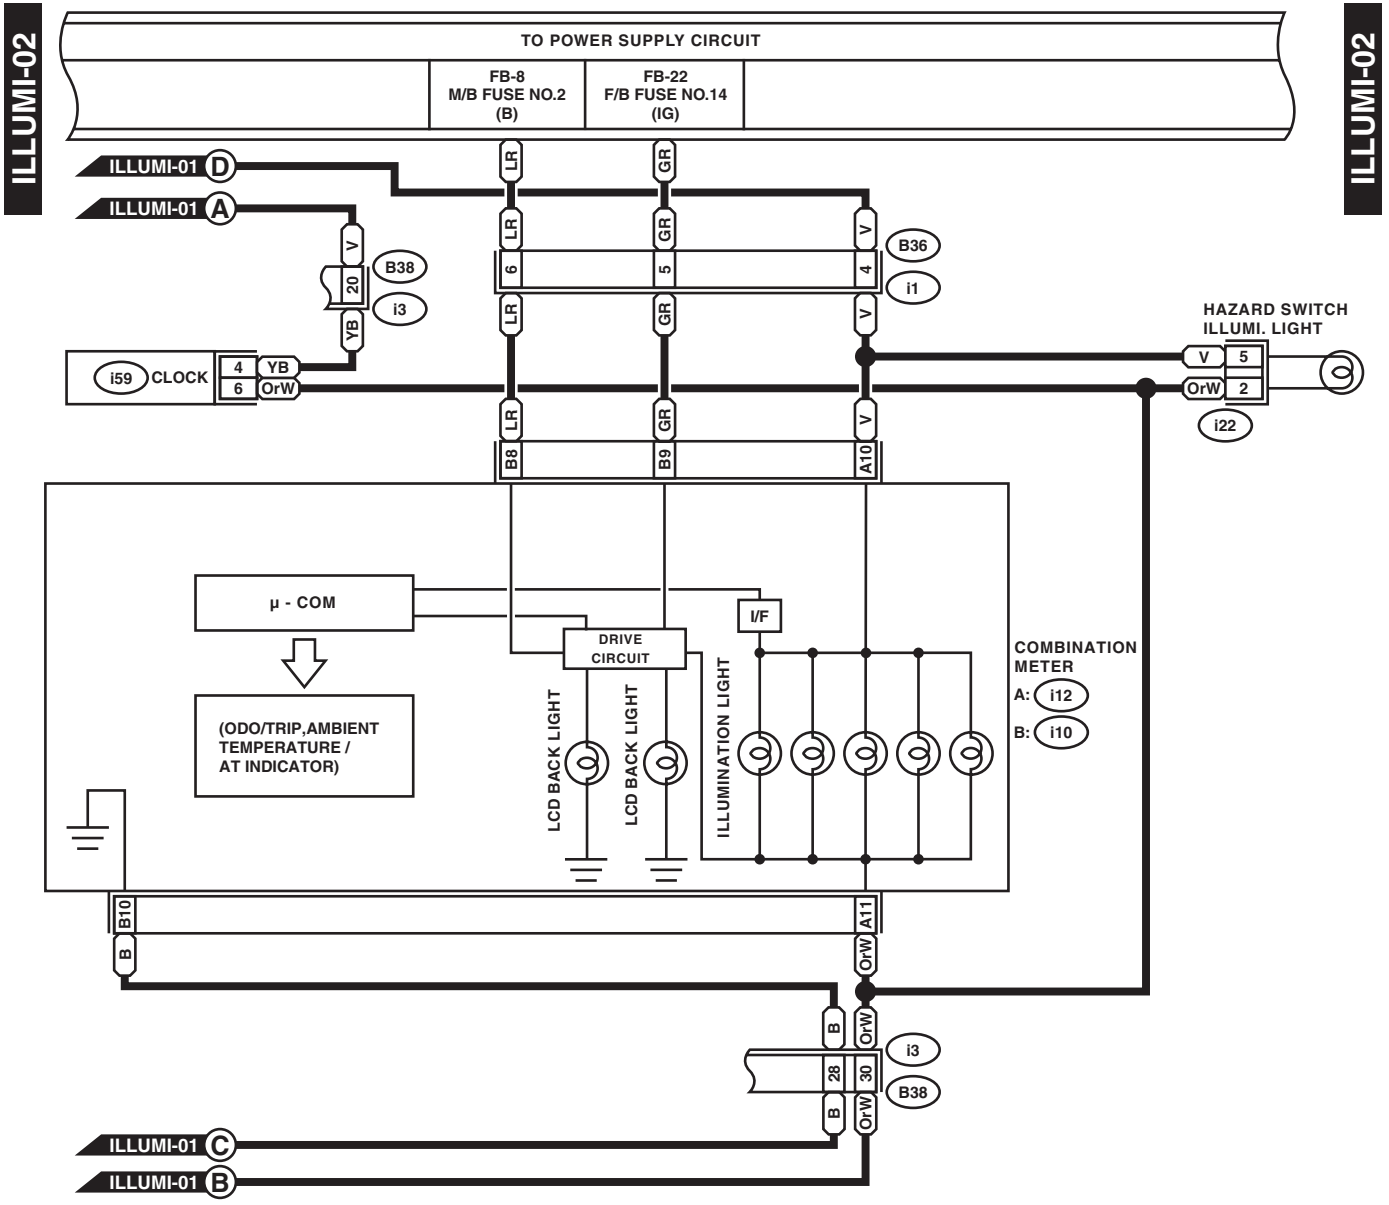 ILLUMI-02
ILLUMI-02
TO POWER SUPPLY CIRCUIT
FB-8
M/B FUSE NO.2
(B)
FB-22
F/B FUSE NO.14
(IG)
ILLUMI-01 D
LR
GR
ILLUMI-01 A
V
LR
GR
V
B38
20
i3
YB
6
5
4
B36
i1
LR
GR
V
HAZARD SWITCH
ILLUMI. LIGHT
V 5
OrW 2
i22
i59 CLOCK
4 YB
6 OrW
LR
GR
V
B8
B9
A10
µ - COM
I/F
DRIVE
CIRCUIT
(ODO/TRIP,AMBIENT
TEMPERATURE /
AT INDICATOR)
LCD BACK LIGHT
LCD BACK LIGHT
ILLUMINATION LIGHT
COMBINATION
METER
A: i12
B: i10
B10
A11
B
OrW
B
OrW
28
30
i3
B38
B
OrW
ILLUMI-01 C
ILLUMI-01 B